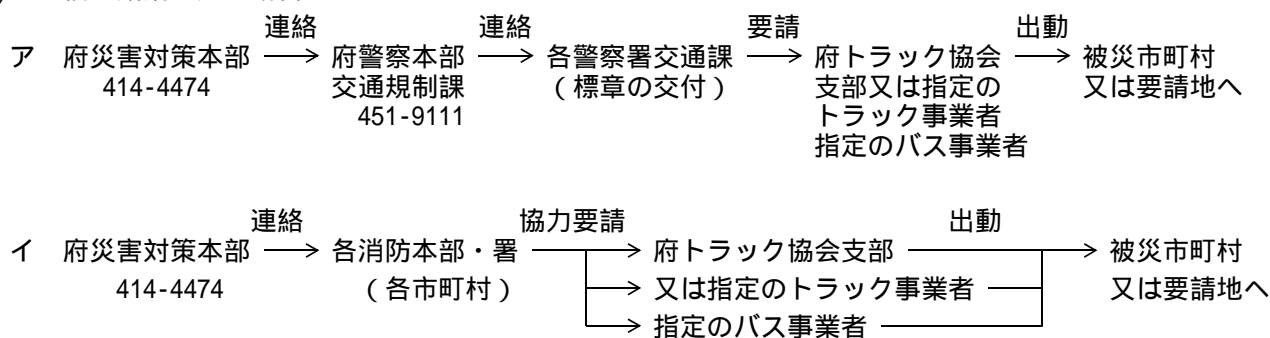 連絡 連絡 要請 出動
ア 府災害対策本部 → 府警察本部 → 各警察署交通課 → 府トラック協会 → 被災市町村
414-4474 交通規制課 (標章の交付) 支部又は指定の 又は要請地へ
451-9111 トラック事業者
指定のバス事業者
連絡 協力要請 出動
イ 府災害対策本部 → 各消防本部・署 → 府トラック協会支部 → 被災市町村
414-4474 (各市町村) → 又は指定のトラック事業者 又は要請地へ
→ 指定のバス事業者